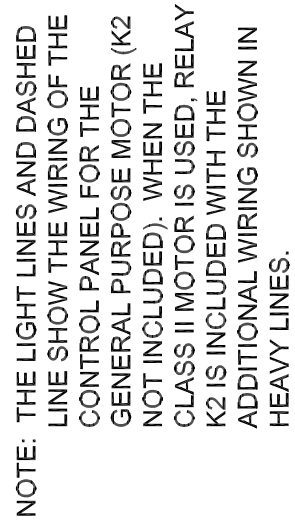 NOTE: THE LIGHT LINES AND DASHED
LINE SHOW THE WIRING OF THE
CONTROL PANEL FOR THE
GENERAL PURPOSE MOTOR (K2
NOT INCLUDED). WHEN THE
CLASS II MOTOR IS USED, RELAY
K2 IS INCLUDED WITH THE
ADDITIONAL WIRING SHOWN IN
HEAVY LINES.